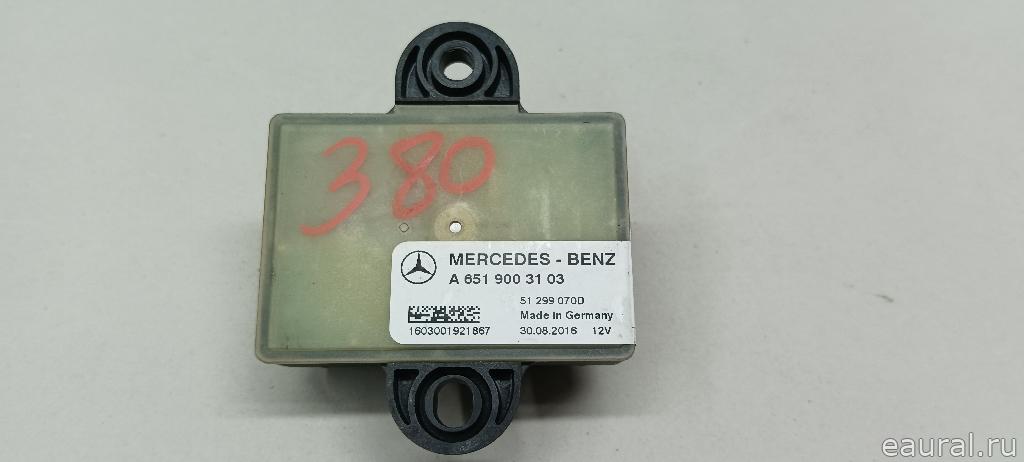 380
MERCEDES - BENZ
A 651 900 31 03
51 299 070D
Made in Germany
1603001921867 30.08.2016 12V
eaural.ru